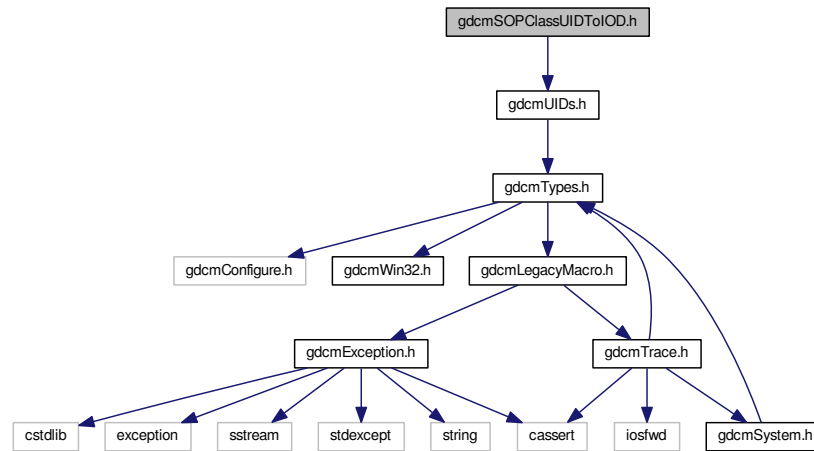 gdcmSOPClassUIDToIOD.h
gdcmUIDs.h
gdcmTypes.h
gdcmConfigure.h
gdcmWin32.h
gdcmLegacyMacro.h
gdcmException.h
gdcmTrace.h
cstdlib
exception
sstream
stdexcept
string
cassert
iosfwd
gdcmSystem.h